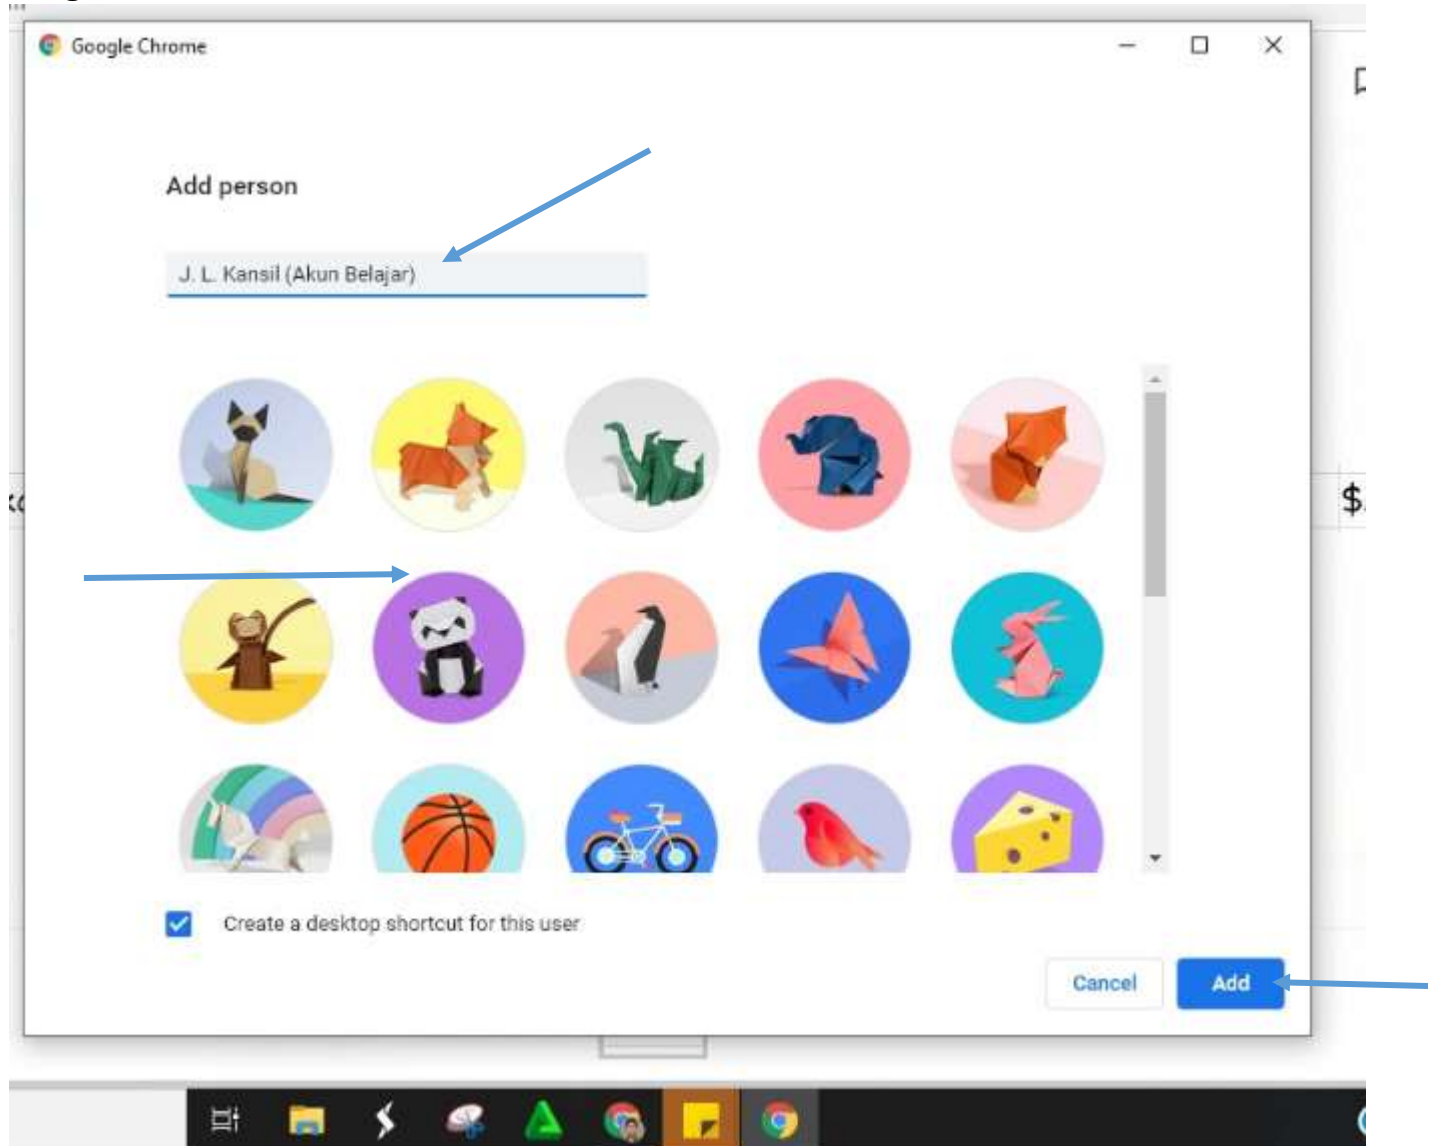 Google Chrome
Add person
J. L. Kansil (Akun Belajar)
$
Create a desktop shortcut for this user
Cancel
Add